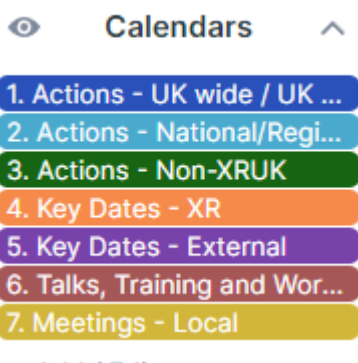 Calendars
1. Actions - UK wide / UK ...
2. Actions - National/Regi...
3. Actions - Non-XRUK
4. Key Dates - XR
5. Key Dates - External
6. Talks, Training and Wor...
7. Meetings - Local